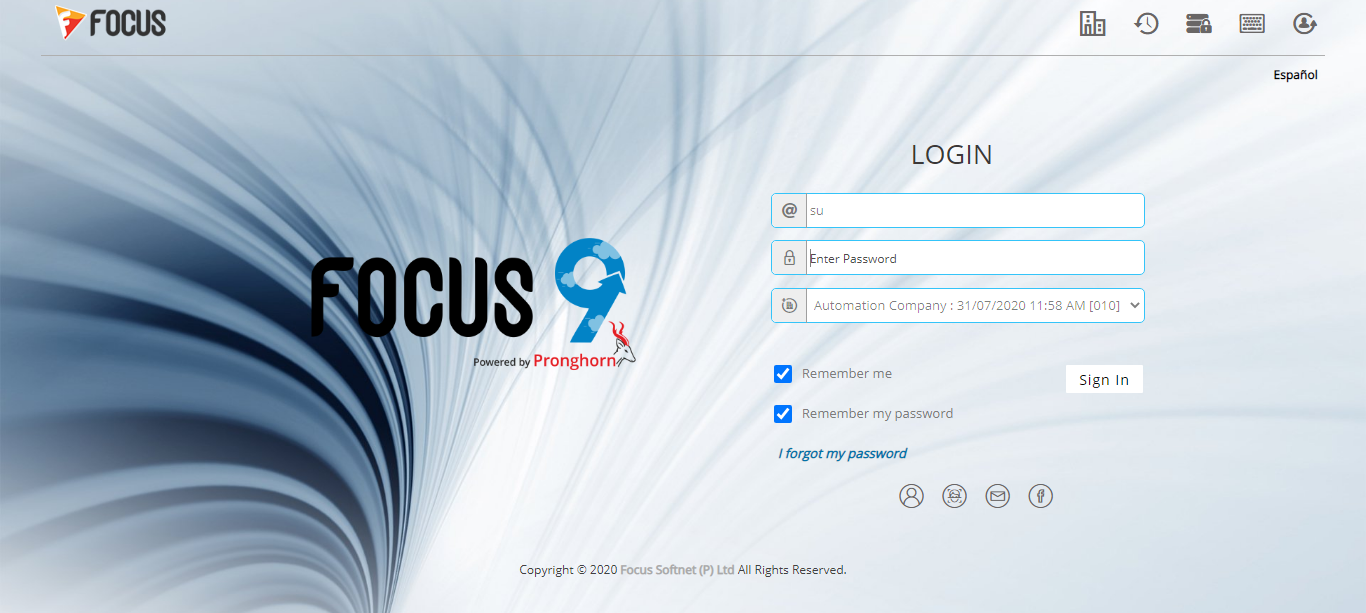 FOCUS
Español
LOGIN
@ su
Enter Password
Automation Company : 31/07/2020 11:58 AM [010]
FOCUS 9
Powered by Pronghorn
Remember me
Sign In
Remember my password
I forgot my password
Copyright © 2020 Focus Softnet (P) Ltd All Rights Reserved.